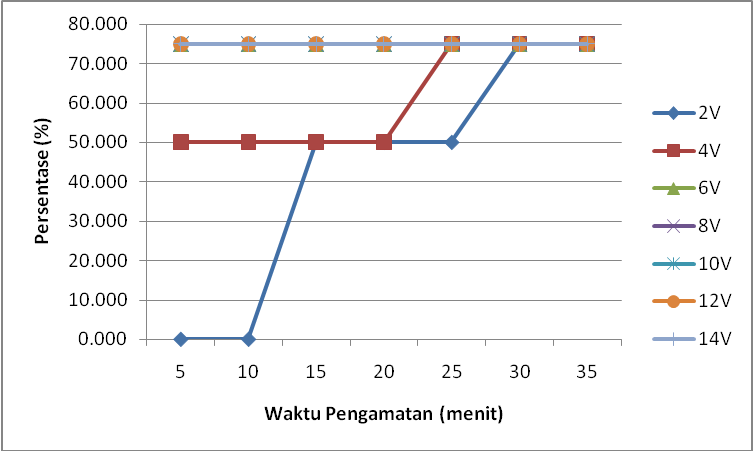 80.000
70.000
60.000
50.000
40.000
30.000
20.000
10.000
0.000
Persentase (%)
5 10 15 20 25 30 35
Waktu Pengamatan (menit)
2V
4V
6V
8V
10V
12V
14V